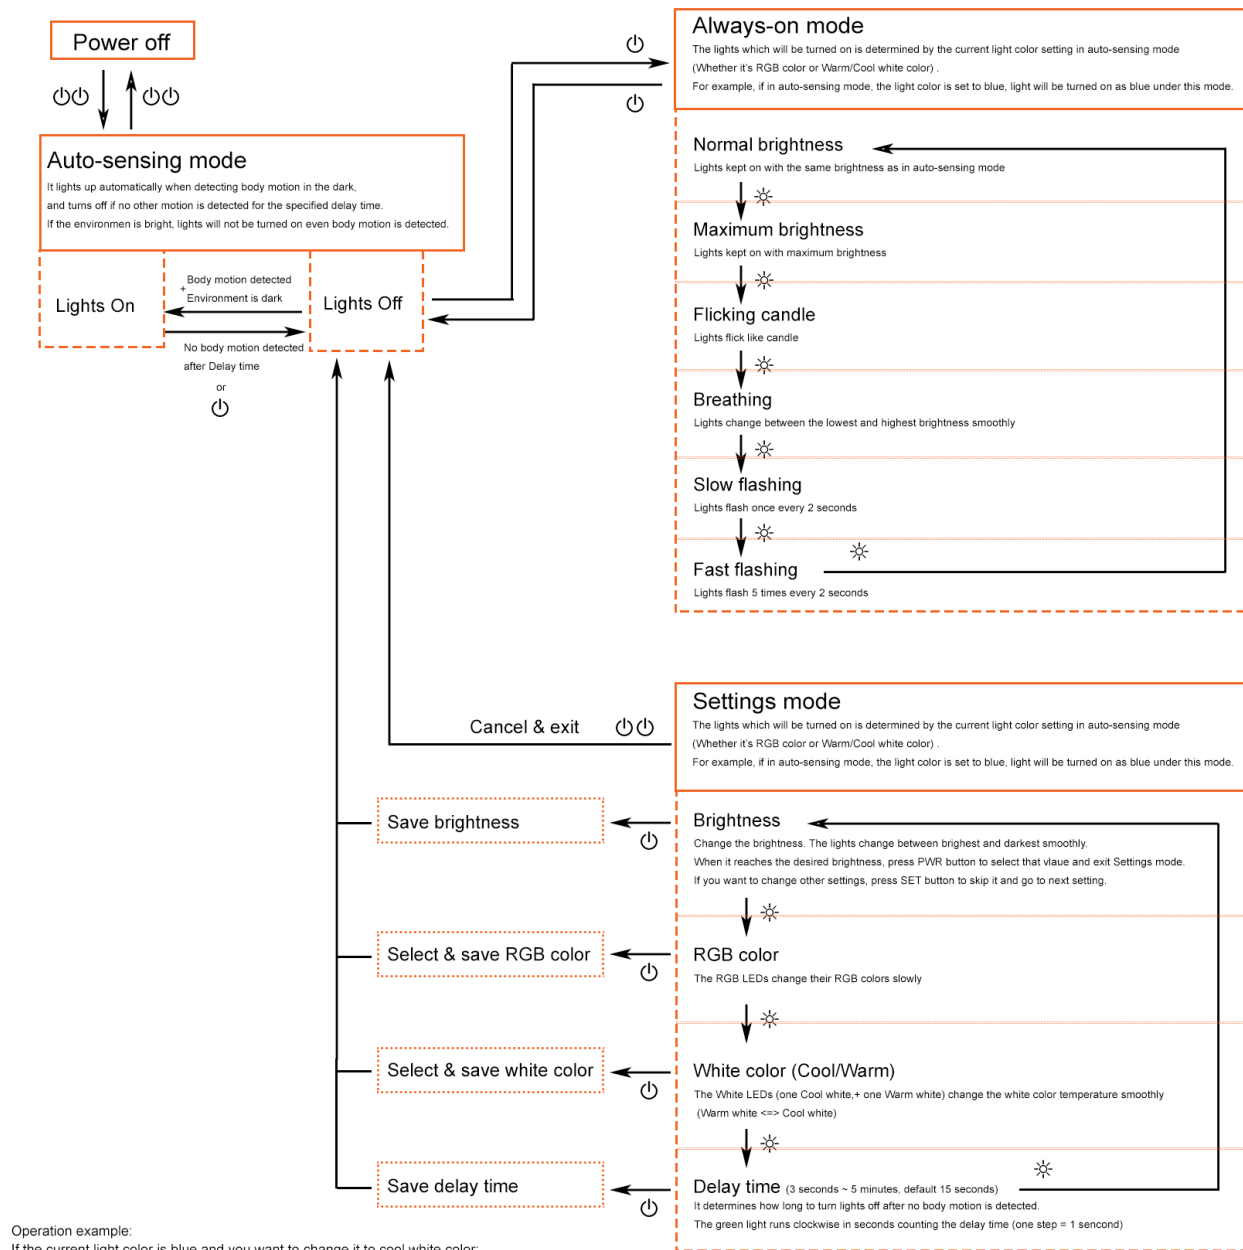 Power off
Auto-sensing mode
It lights up automatically when detecting body motion in the dark,
and turns off if no other motion is detected for the specified delay time.
If the environmen is bright, lights will not be turned on even body motion is detected.
Lights On
Body motion detected
+
Environment is dark
Lights Off
No body motion detected
after Delay time
or
Always-on mode
The lights which will be turned on is determined by the current light color setting in auto-sensing mode
(Whether it's RGB color or Warm/Cool white color) .
For example, if in auto-sensing mode, the light color is set to blue, light will be turned on as blue under this mode.
Normal brightness
Lights kept on with the same brightness as in auto-sensing mode
Maximum brightness
Lights kept on with maximum brightness
Flicking candle
Lights flick like candle
Breathing
Lights change between the lowest and highest brightness smoothly
Slow flashing
Lights flash once every 2 seconds
Fast flashing
Lights flash 5 times every 2 seconds
Settings mode
The lights which will be turned on is determined by the current light color setting in auto-sensing mode
(Whether it's RGB color or Warm/Cool white color) .
For example, if in auto-sensing mode, the light color is set to blue, light will be turned on as blue under this mode.
Cancel & exit
Brightness
Change the brightness. The lights change between brighest and darkest smoothly.
When it reaches the desired brightness, press PWR button to select that vlaue and exit Settings mode.
If you want to change other settings, press SET button to skip it and go to next setting.
Save brightness
RGB color
The RGB LEDs change their RGB colors slowly
Select & save RGB color
White color (Cool/Warm)
The White LEDs (one Cool white,+ one Warm white) change the white color temperature smoothly
(Warm white <=> Cool white)
Select & save white color
Delay time (3 seconds ~ 5 minutes, default 15 seconds)
It determines how long to turn lights off after no body motion is detected.
The green light runs clockwise in seconds counting the delay time (one step = 1 sencond)
Save delay time
Operation example:
If the current light color is blue and you want to change it to cool white color: